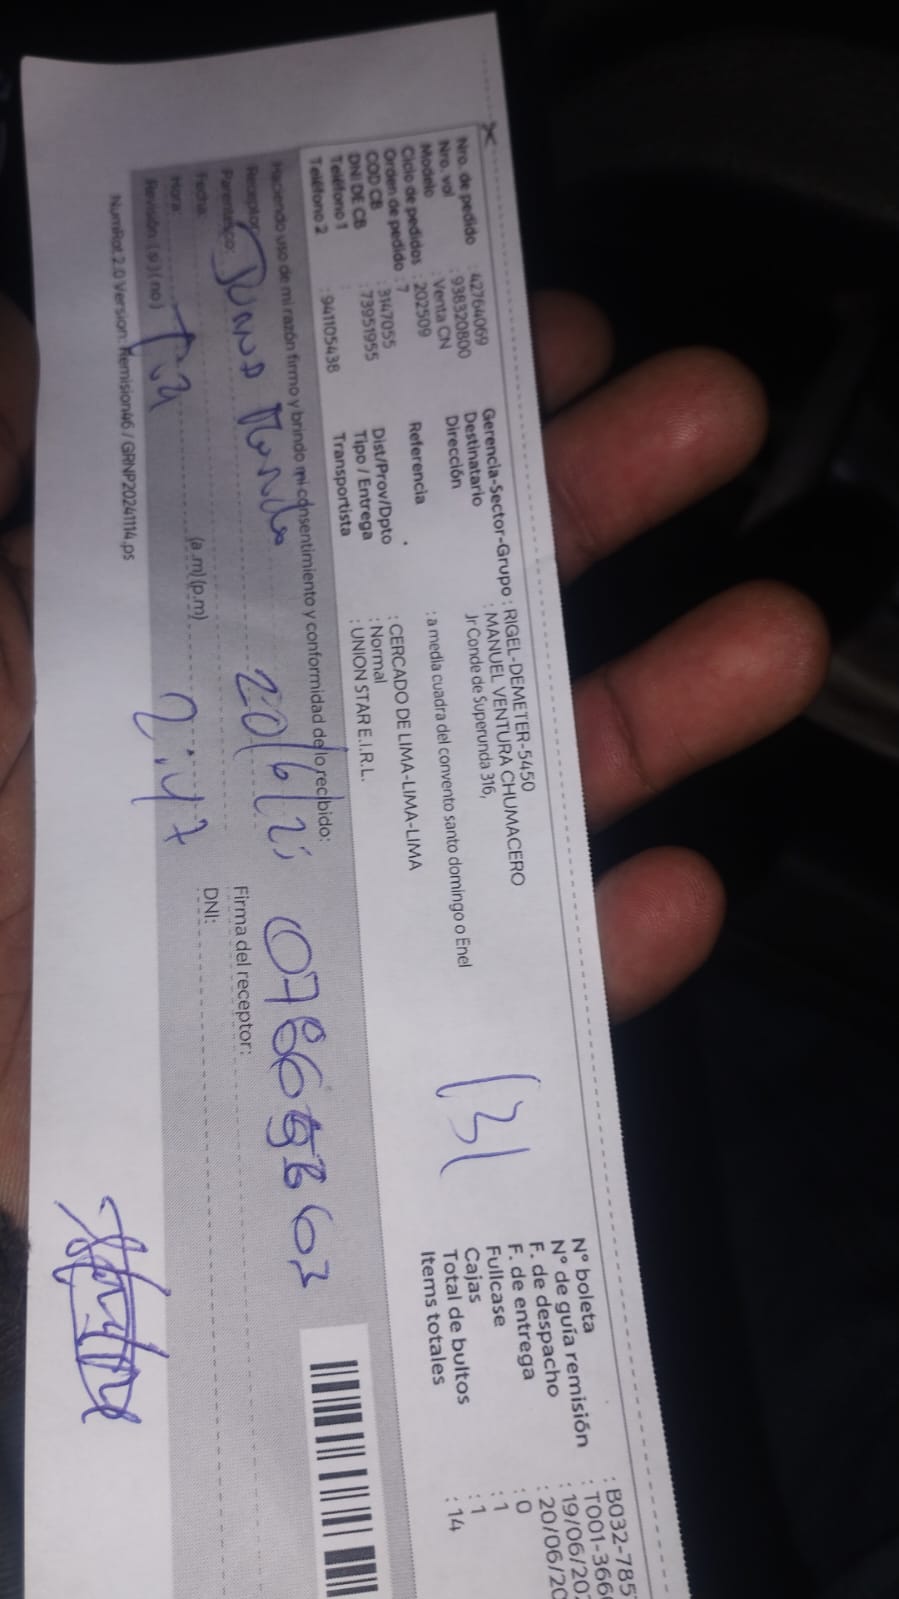 Nro. de pedido : 42764069
Nro. vol : 938320800
Modelo : Venta CN
Ciclo de pedidos : 202509
Orden de pedido : 7
COD CB : 3147055
DNI DE CB : 73951955
Teléfono 1 :
Teléfono 2 : 941105438
Gerencia-Sector-Grupo : RIGEL-DEMETER-5450
Destinatario : MANUEL VENTURA CHUMACERO
Dirección Jr Conde de Superunda 316,
Referencia : a media cuadra del convento santo domingo o Enel
Dist/Prov/Dpto : CERCADO DE LIMA-LIMA-LIMA
Tipo / Entrega : Normal
Transportista : UNION STAR E.I.R.L.
131
N° boleta : B032-785
N° de guía remisión : T001-366
F. de despacho : 19/06/20
F. de entrega : 20/06/20
Fullcase : 0
Cajas : 1
Total de bultos : 1
Items totales : 14
Haciendo uso de mi razón firmo y brindo mi consentimiento y conformidad de lo recibido:
Receptor:
Parentesco:
Fecha:
Hora: (a.m) (p.m)
Revisión ( si ) ( no )
2:47
Firma del receptor:
DNI:
NumRot 2.0 Version: Remision46 / GRNP20241114.ps